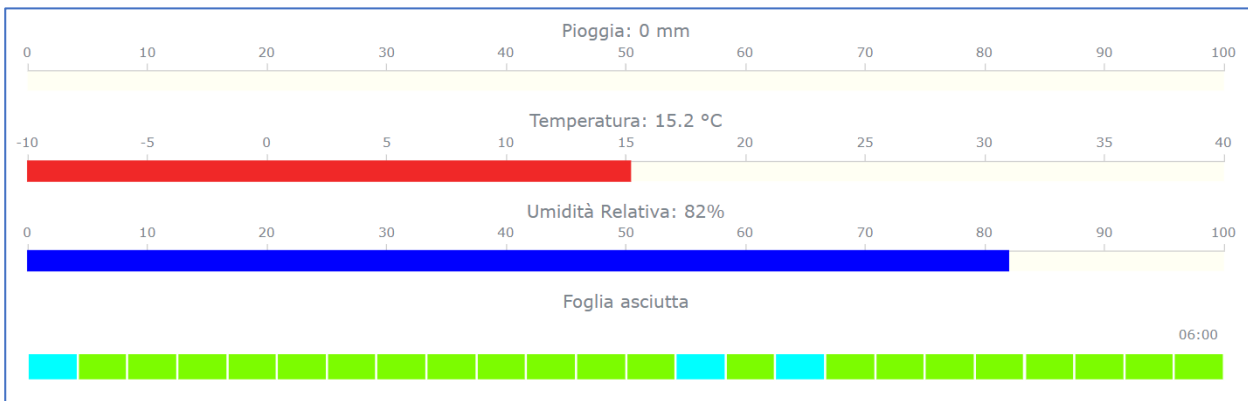 Pioggia: 0 mm
0 10 20 30 40 50 60 70 80 90 100
Temperatura: 15.2 °C
-10 -5 0 5 10 15 20 25 30 35 40
Umidità Relativa: 82%
0 10 20 30 40 50 60 70 80 90 100
Foglia asciutta
06:00